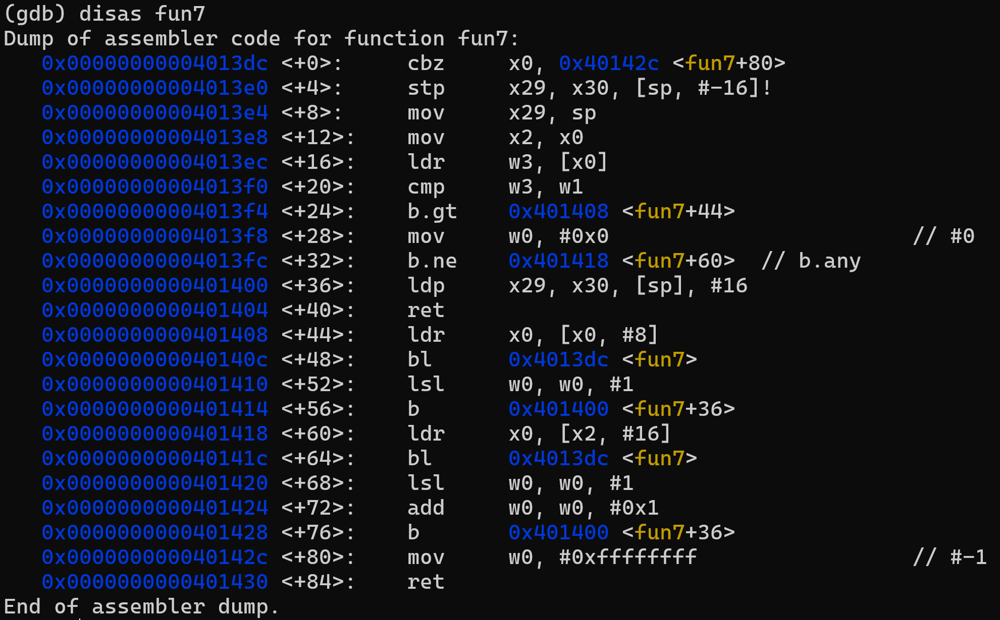 (gdb) disas fun7
Dump of assembler code for function fun7:
   0x00000000004013dc <+0>:     cbz     x0, 0x40142c <fun7+80>
   0x00000000004013e0 <+4>:     stp     x29, x30, [sp, #-16]!
   0x00000000004013e4 <+8>:     mov     x29, sp
   0x00000000004013e8 <+12>:    mov     x2, x0
   0x00000000004013ec <+16>:    ldr     w3, [x0]
   0x00000000004013f0 <+20>:    cmp     w3, w1
   0x00000000004013f4 <+24>:    b.gt    0x401408 <fun7+44>
   0x00000000004013f8 <+28>:    mov     w0, #0x0                        // #0
   0x00000000004013fc <+32>:    b.ne    0x401418 <fun7+60>  // b.any
   0x0000000000401400 <+36>:    ldp     x29, x30, [sp], #16
   0x0000000000401404 <+40>:    ret
   0x0000000000401408 <+44>:    ldr     x0, [x0, #8]
   0x000000000040140c <+48>:    bl      0x4013dc <fun7>
   0x0000000000401410 <+52>:    lsl     w0, w0, #1
   0x0000000000401414 <+56>:    b       0x401400 <fun7+36>
   0x0000000000401418 <+60>:    ldr     x0, [x2, #16]
   0x000000000040141c <+64>:    bl      0x4013dc <fun7>
   0x0000000000401420 <+68>:    lsl     w0, w0, #1
   0x0000000000401424 <+72>:    add     w0, w0, #0x1
   0x0000000000401428 <+76>:    b       0x401400 <fun7+36>
   0x000000000040142c <+80>:    mov     w0, #0xffffffff                 // #-1
   0x0000000000401430 <+84>:    ret
End of assembler dump.